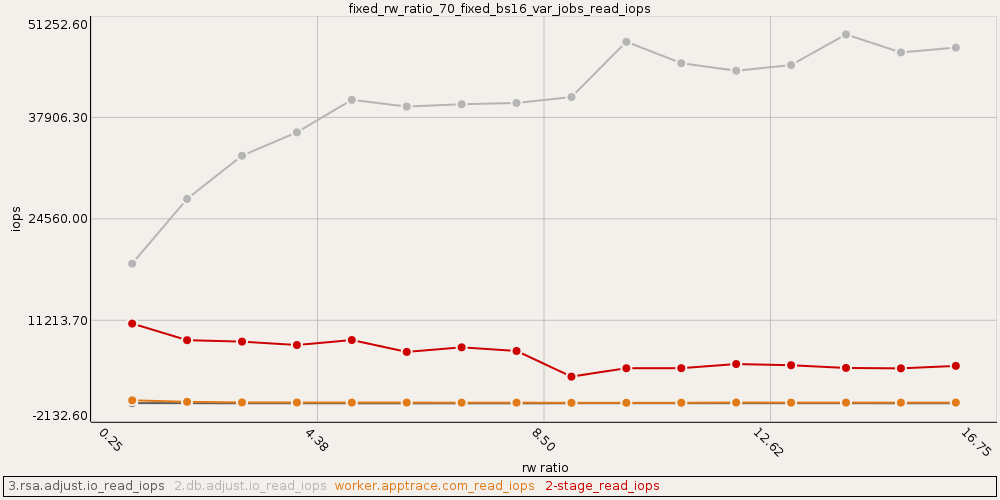 fixed_rw_ratio_70_fixed_bs16_var_jobs_read_iops
51252.60
37906.30
24560.00
11213.70
-2132.60
iops
0.25
4.38
8.50
12.62
16.75
rw ratio
3.rsa.adjust.io_read_iops 2.db.adjust.io_read_iops worker.apptrace.com_read_iops 2-stage_read_iops